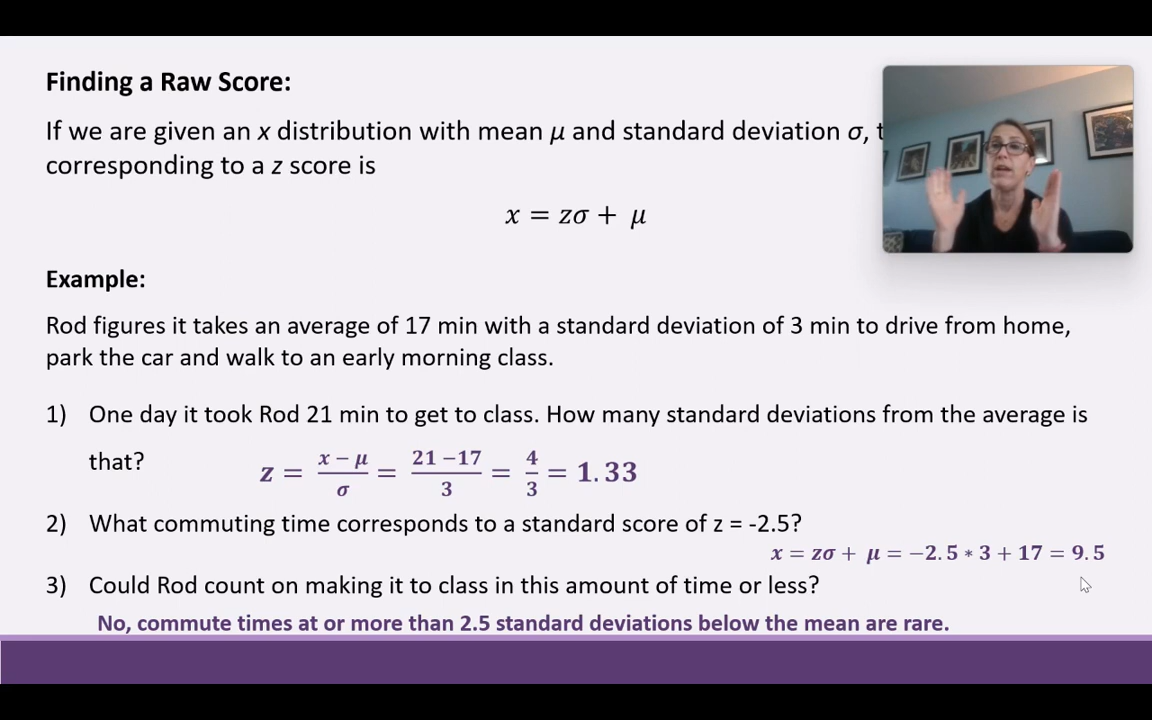 Finding a Raw Score:
If we are given an x distribution with mean μ and standard deviation σ,
corresponding to a z score is
x = zσ + μ
Example:
Rod figures it takes an average of 17 min with a standard deviation of 3 min to drive from home,
park the car and walk to an early morning class.
1) One day it took Rod 21 min to get to class. How many standard deviations from the average is
that? z = (x − μ)/σ = (21 −17)/3 = 4/3 = 1.33
2) What commuting time corresponds to a standard score of z = -2.5?
x = zσ + μ = −2.5 * 3 + 17 = 9.5
3) Could Rod count on making it to class in this amount of time or less?
No, commute times at or more than 2.5 standard deviations below the mean are rare.